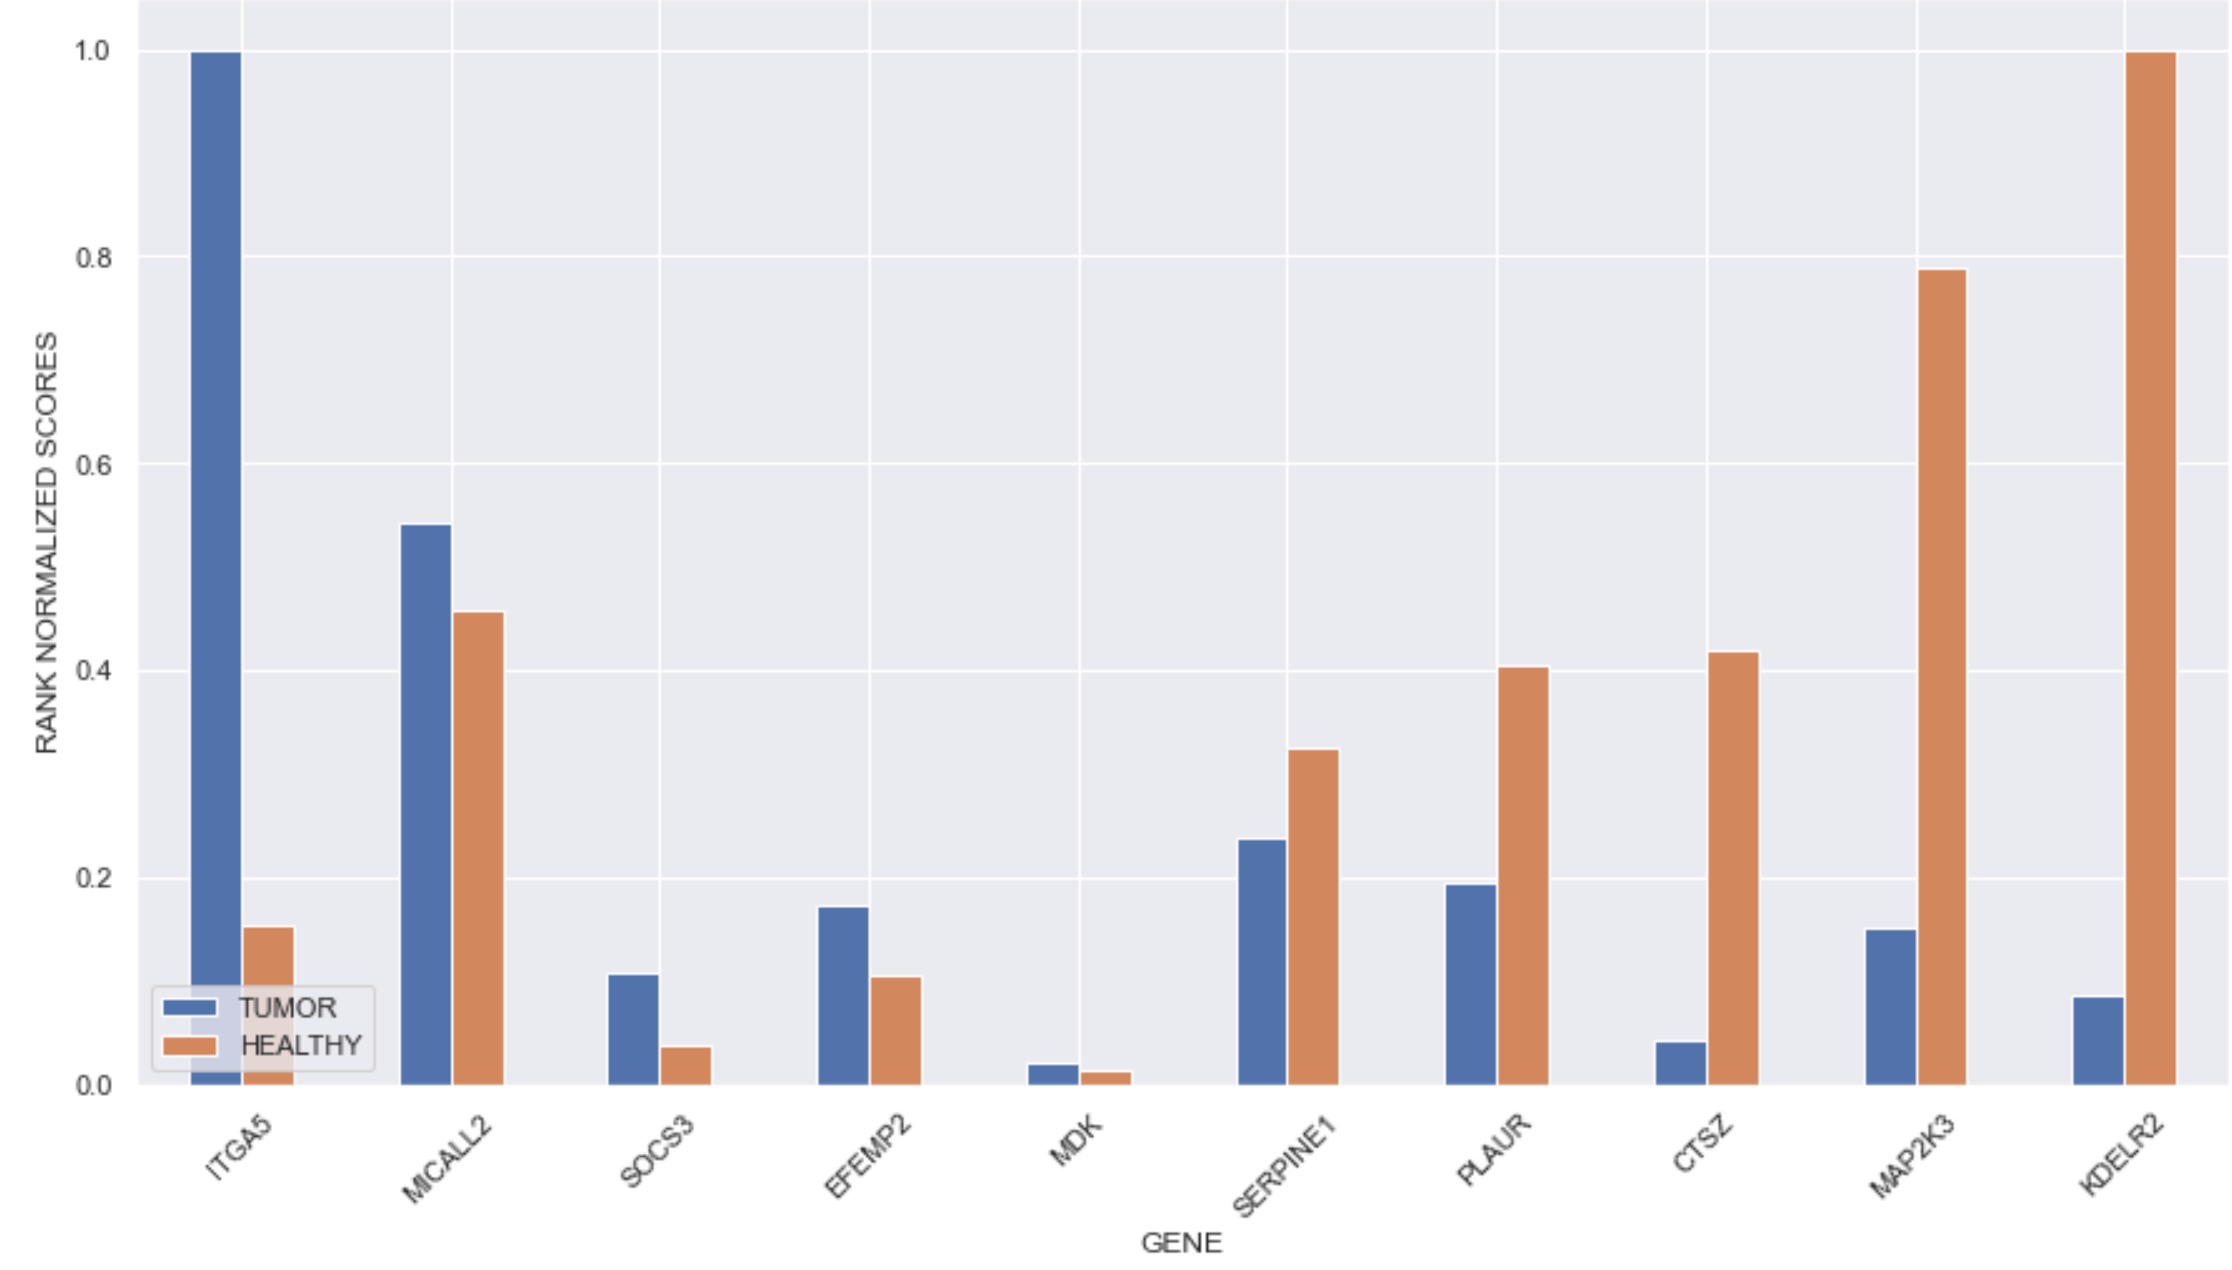 RANK NORMALIZED SCORES
1.0
0.8
0.6
0.4
0.2
0.0
TUMOR
HEALTHY
ITGA5
MICALL2
SOCS3
EFEMP2
MDK
SERPINE1
PLAUR
CTSZ
MAP2K3
KDELR2
GENE